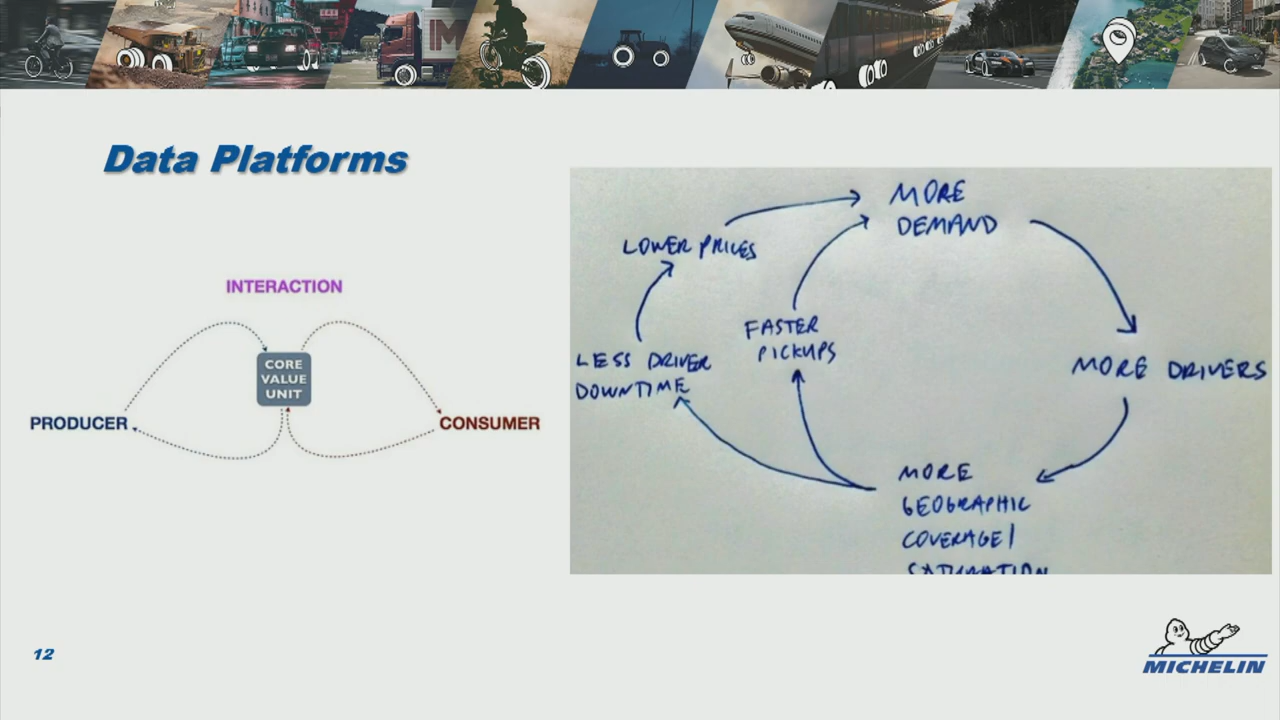 Data Platforms
INTERACTION
CORE
VALUE
UNIT
PRODUCER
CONSUMER
MORE
DEMAND
LOWER PRICES
FASTER
PICKUPS
LESS DRIVER
DOWNTIME
MORE DRIVERS
MORE
GEOGRAPHIC
COVERAGE/
SATURATION
12
MICHELIN